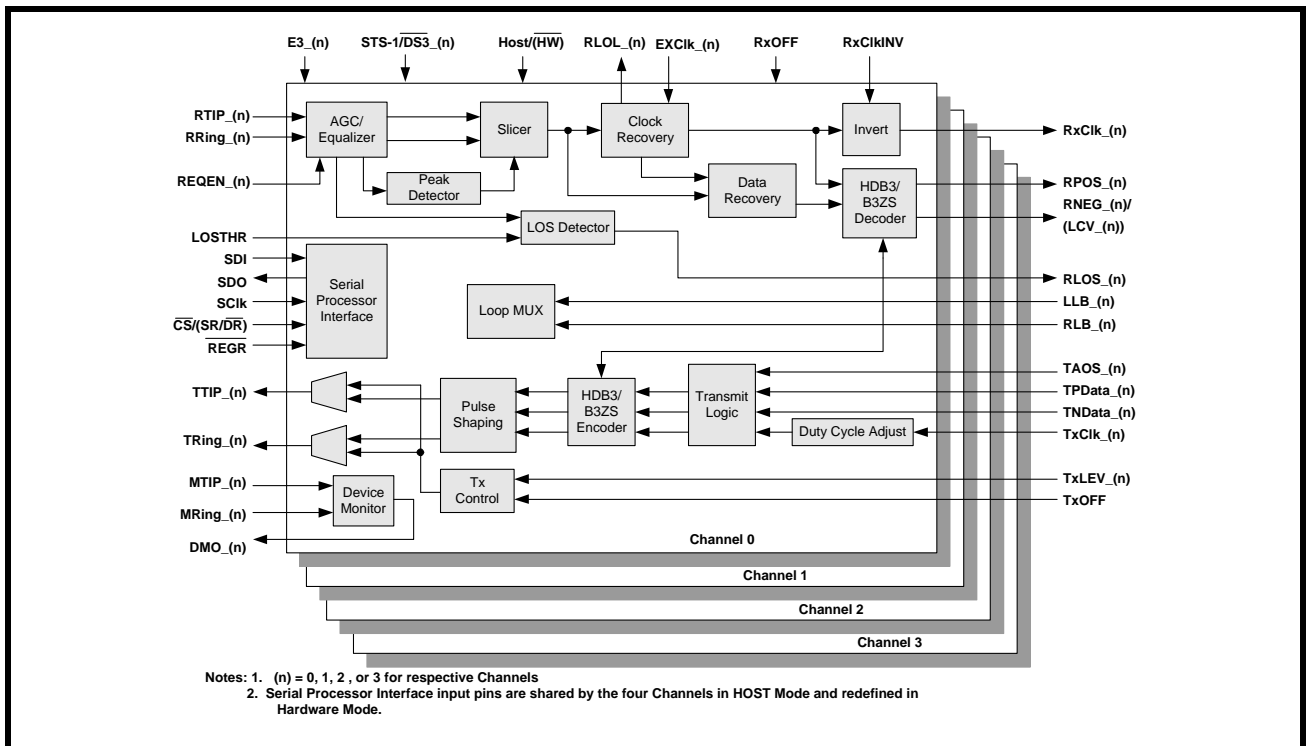 E3_(n) STS-1/DS3_(n) Host/(HW) RLOL_(n) EXClk_(n) RxOFF RxClkINV
RTIP_(n)
RRing_(n)
REQEN_(n)
LOSTHR
SDI
SDO
SClk
CS/(SR/DR)
REGR
TTIP_(n)
TRing_(n)
MTIP_(n)
MRing_(n)
DMO_(n)
AGC/
Equalizer
Peak
Detector
Slicer
LOS Detector
Clock
Recovery
Data
Recovery
Invert
HDB3/
B3ZS
Decoder
Serial
Processor
Interface
Loop MUX
Pulse
Shaping
HDB3/
B3ZS
Encoder
Transmit
Logic
Duty Cycle Adjust
Tx
Control
Device
Monitor
RxClk_(n)
RPOS_(n)
RNEG_(n)/
(LCV_(n))
RLOS_(n)
LLB_(n)
RLB_(n)
TAOS_(n)
TPData_(n)
TNData_(n)
TxClk_(n)
TxLEV_(n)
TxOFF
Channel 0
Channel 1
Channel 2
Channel 3
Notes: 1. (n) = 0, 1, 2 , or 3 for respective Channels
2. Serial Processor Interface input pins are shared by the four Channels in HOST Mode and redefined in
Hardware Mode.